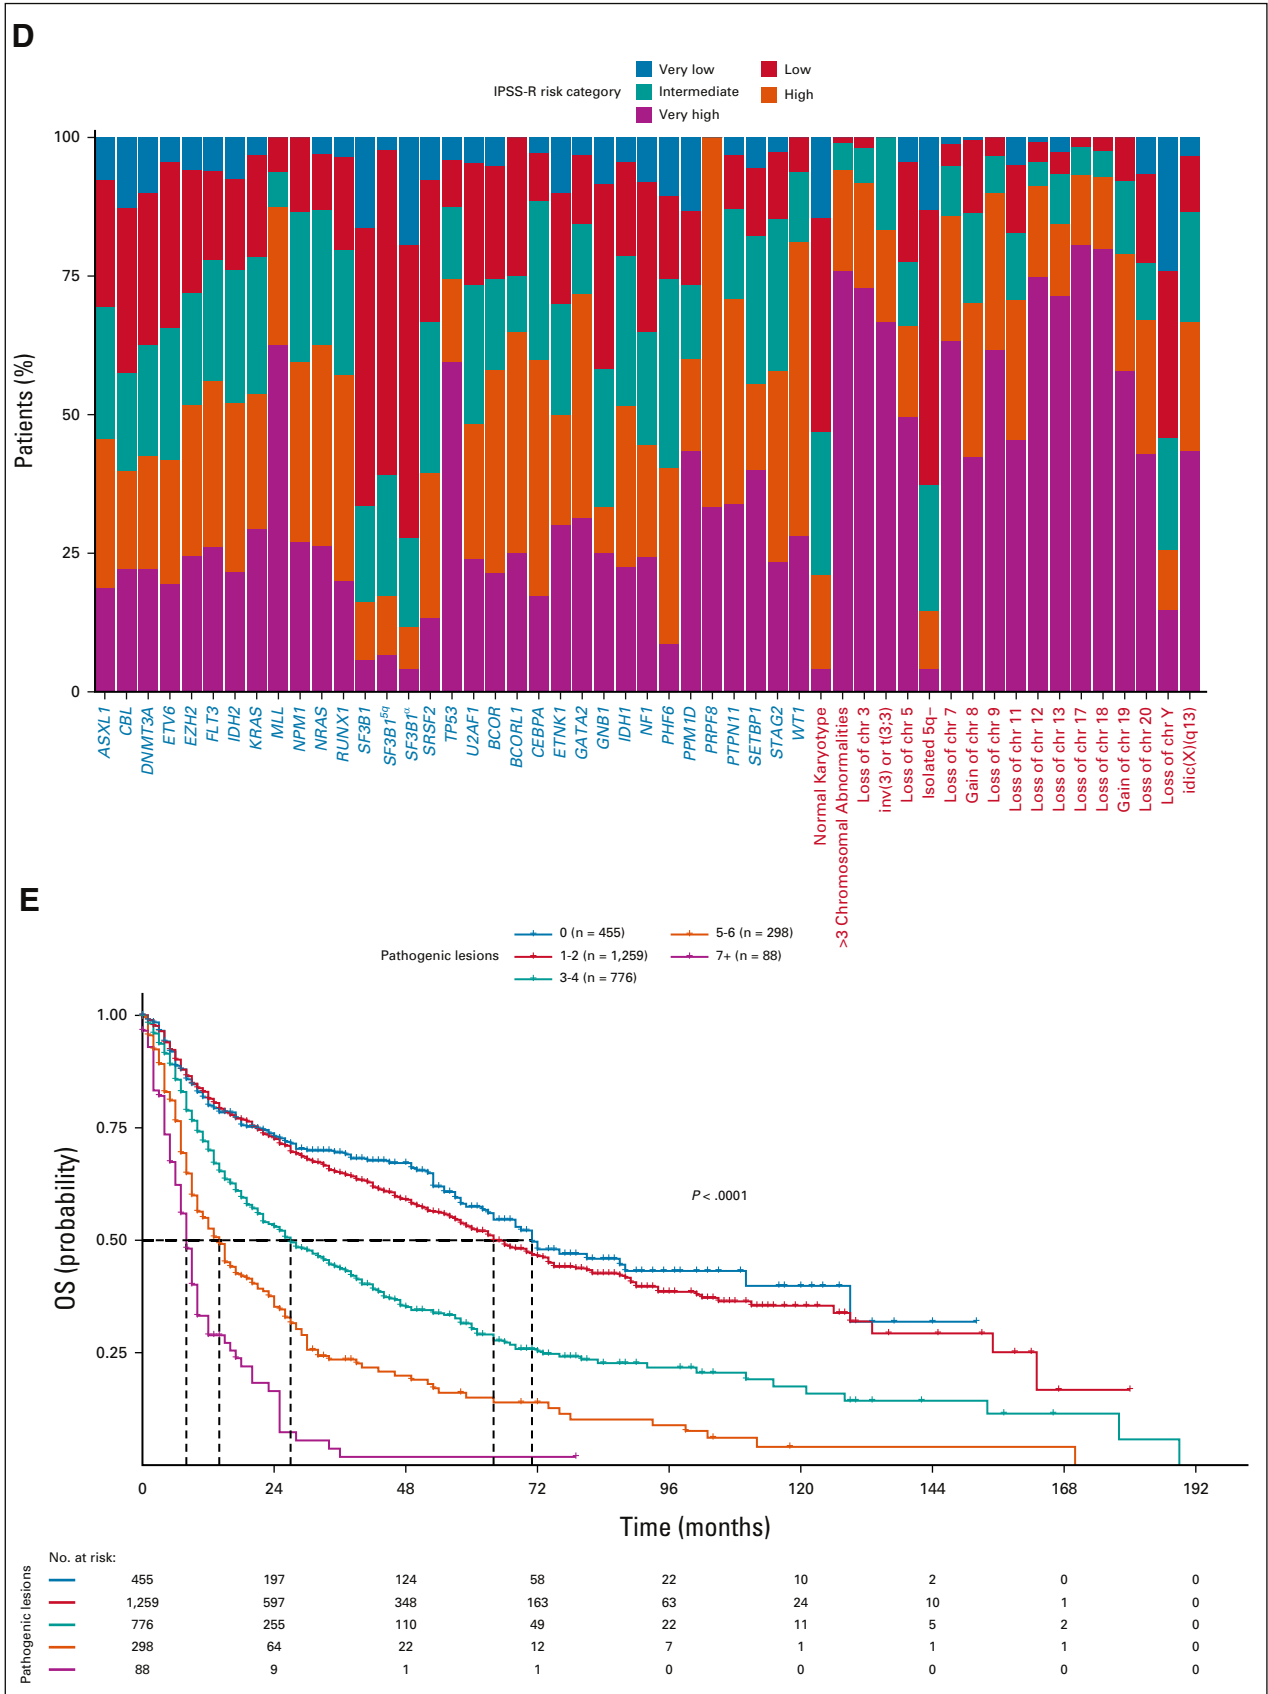 D
IPSS-R risk category
Very low
Low
Intermediate
High
Very high
Patients (%)
100
75
50
25
0
ASXL1
CBL
DNMT3A
ETV6
EZH2
FLT3
IDH2
KRAS
MLL
NPM1
NRAS
RUNX1
SF3B1
SF3B1^5q
SF3B1^α
SRSF2
TP53
U2AF1
BCOR
BCORL1
CEBPA
ETNK1
GATA2
GNB1
IDH1
NF1
PHF6
PPM1D
PRPF8
PTPN11
SETBP1
STAG2
WT1
Normal Karyotype
>3 Chromosomal Abnormalities
Loss of chr 3
inv(3) or t(3;3)
Loss of chr 5
Isolated 5q–
Loss of chr 7
Gain of chr 8
Loss of chr 9
Loss of chr 11
Loss of chr 12
Loss of chr 13
Loss of chr 17
Loss of chr 18
Gain of chr 19
Loss of chr 20
Loss of chr Y
idic(X)(q13)
E
Pathogenic lesions
0 (n = 455)
5-6 (n = 298)
1-2 (n = 1,259)
7+ (n = 88)
3-4 (n = 776)
OS (probability)
1.00
0.75
0.50
0.25
P < .0001
0 24 48 72 96 120 144 168 192
Time (months)
No. at risk:
Pathogenic lesions
455 197 124 58 22 10 2 0 0
1,259 597 348 163 63 24 10 1 0
776 255 110 49 22 11 5 2 0
298 64 22 12 7 1 1 1 0
88 9 1 1 0 0 0 0 0